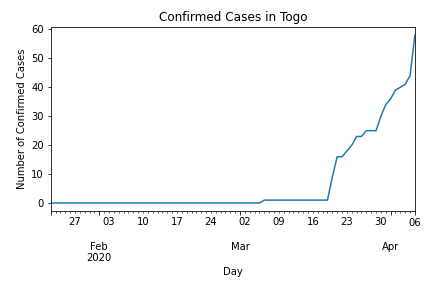 Confirmed Cases in Togo
Number of Confirmed Cases
60
50
40
30
20
10
0
27 03 10 17 24 02 09 16 23 30 06
Feb Mar Apr
2020
Day